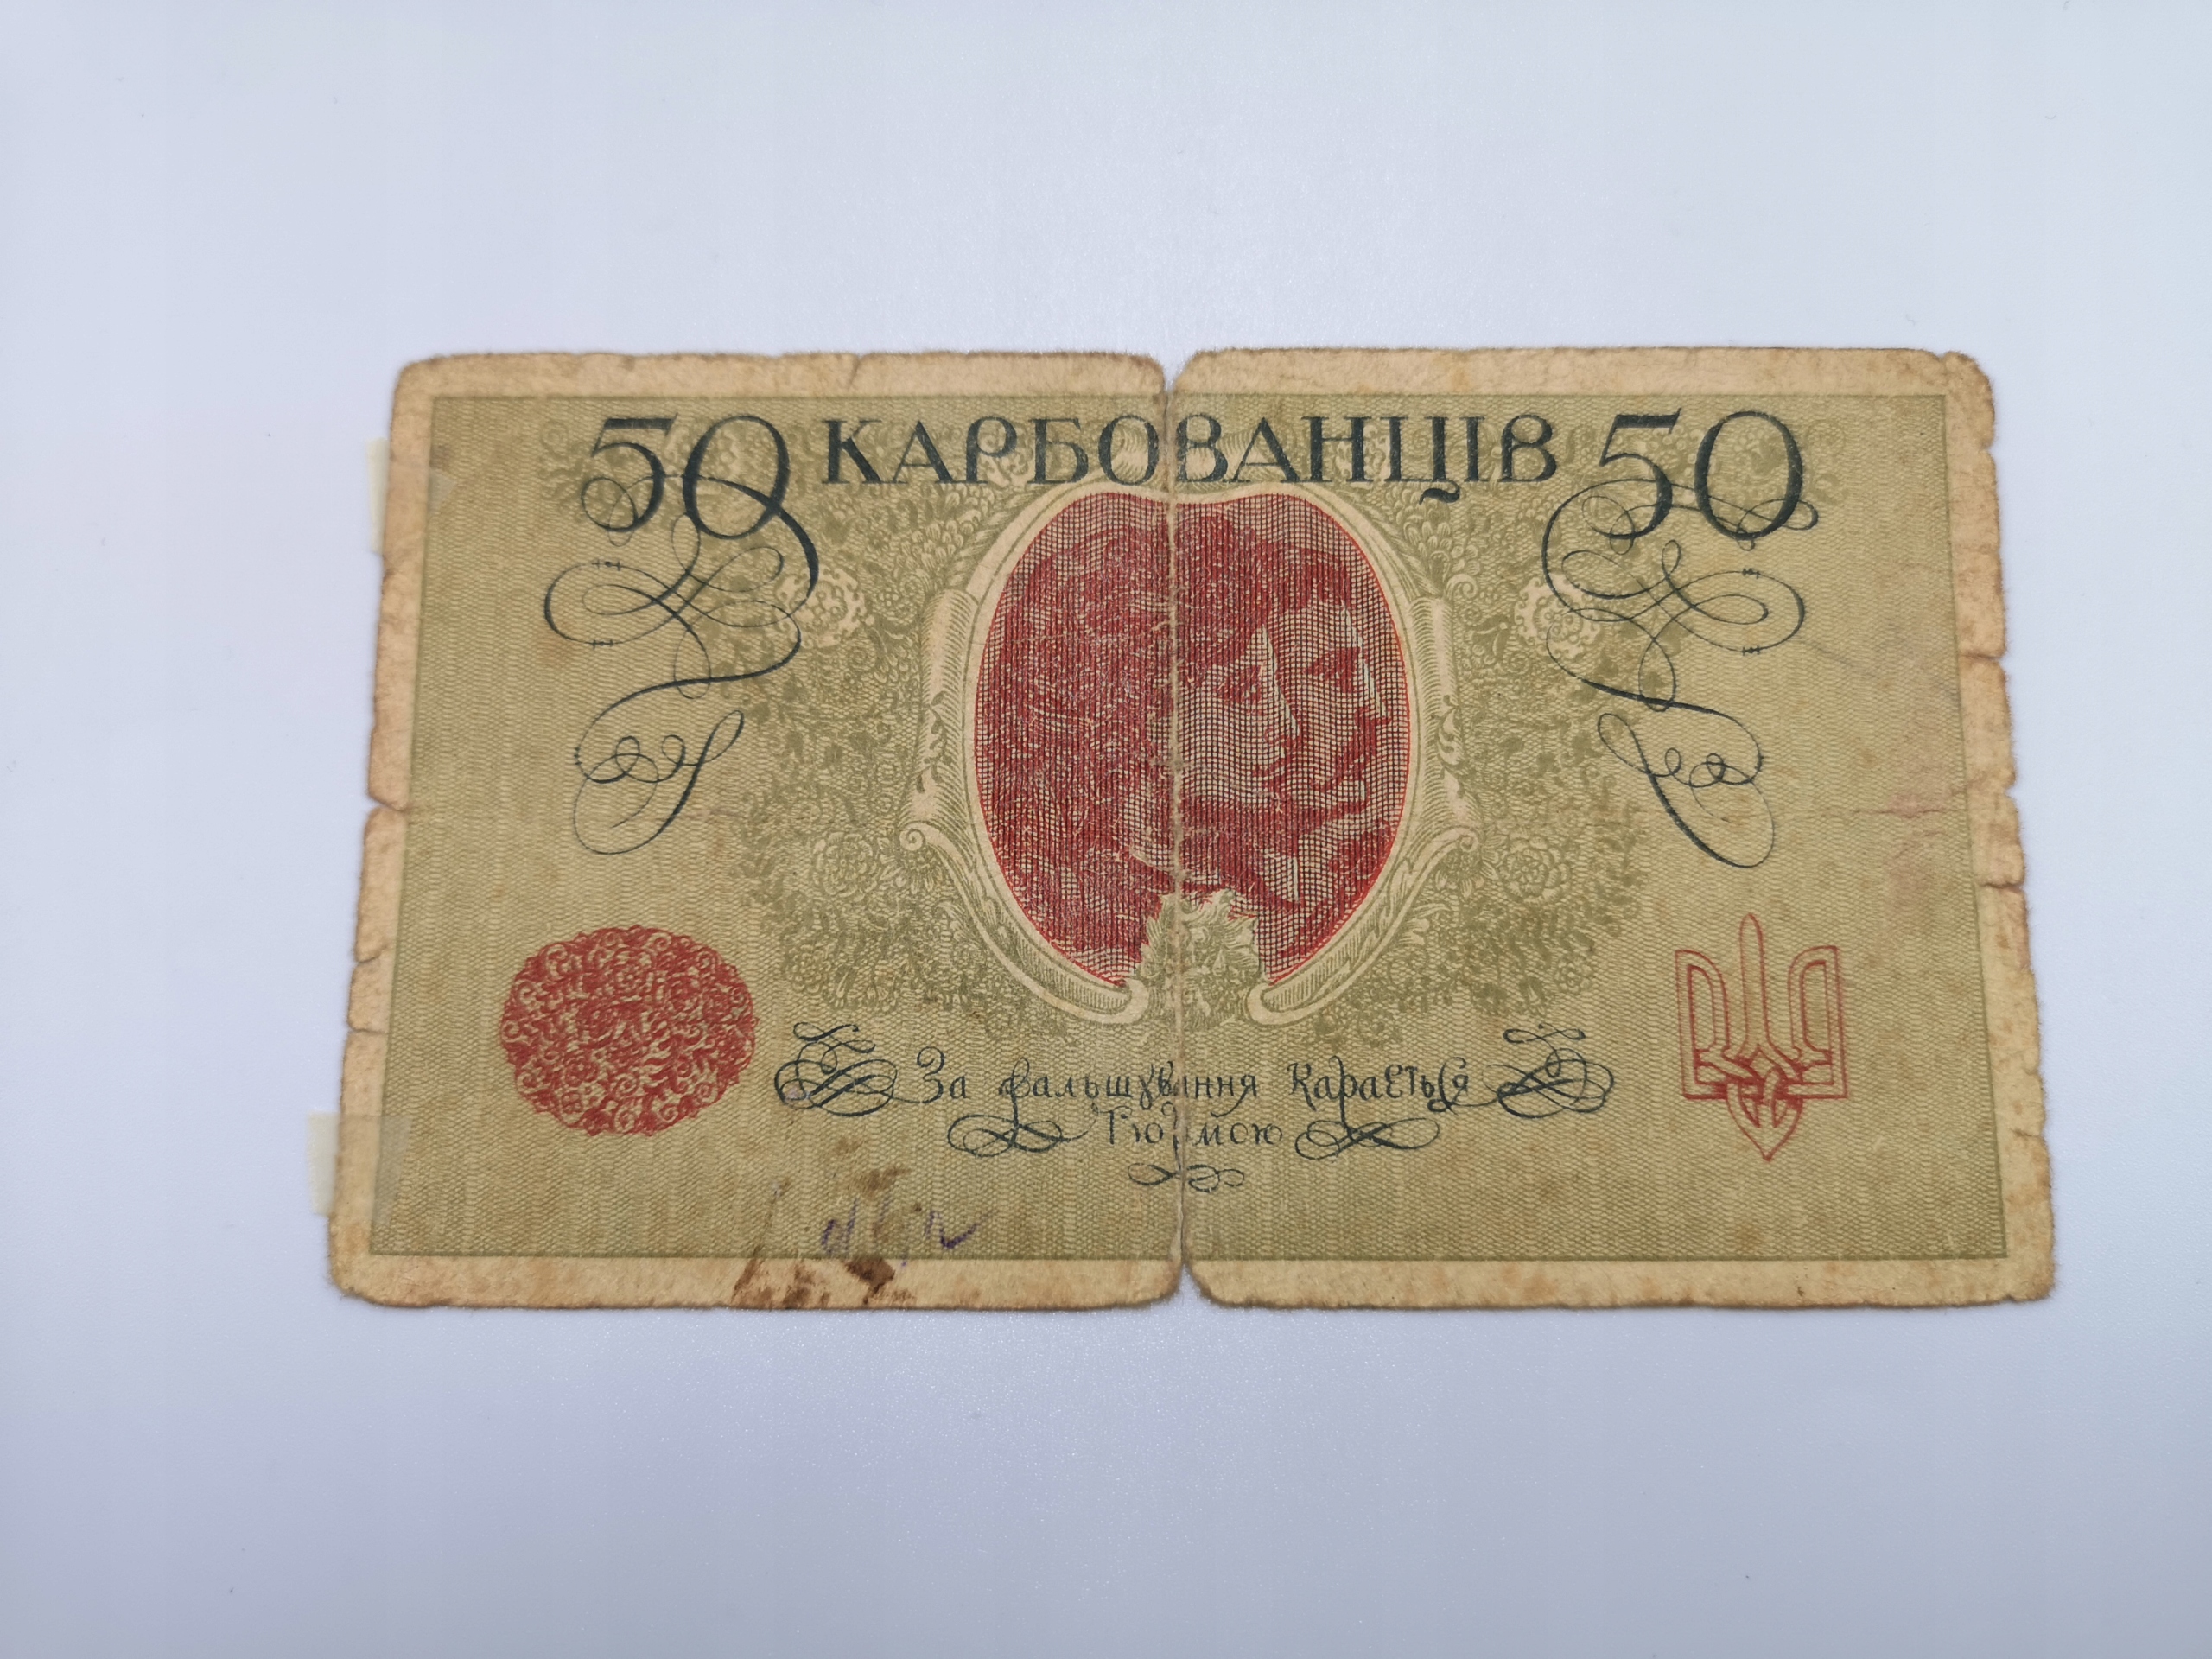 50 КАРБОВАНЦІВ 50
За фальшування Карається
Тюрмою